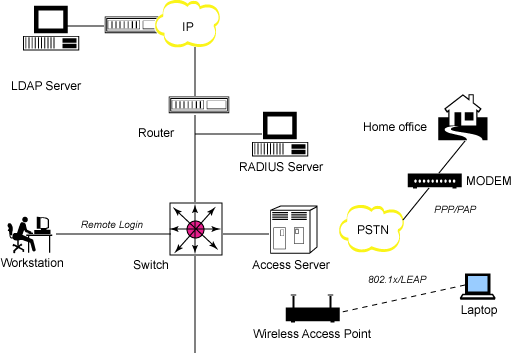 IP
LDAP Server
Router
Home office
RADIUS Server
MODEM
PPP/PAP
Remote Login
PSTN
Workstation
Switch
Access Server
802.1x/LEAP
Laptop
Wireless Access Point